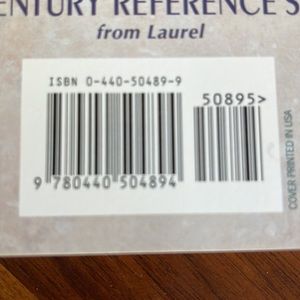 ENTURY REFERENCE S
from Laurel
ISBN 0-440-50489-9
50895>
9 780440 504894
COVER PRINTED IN USA